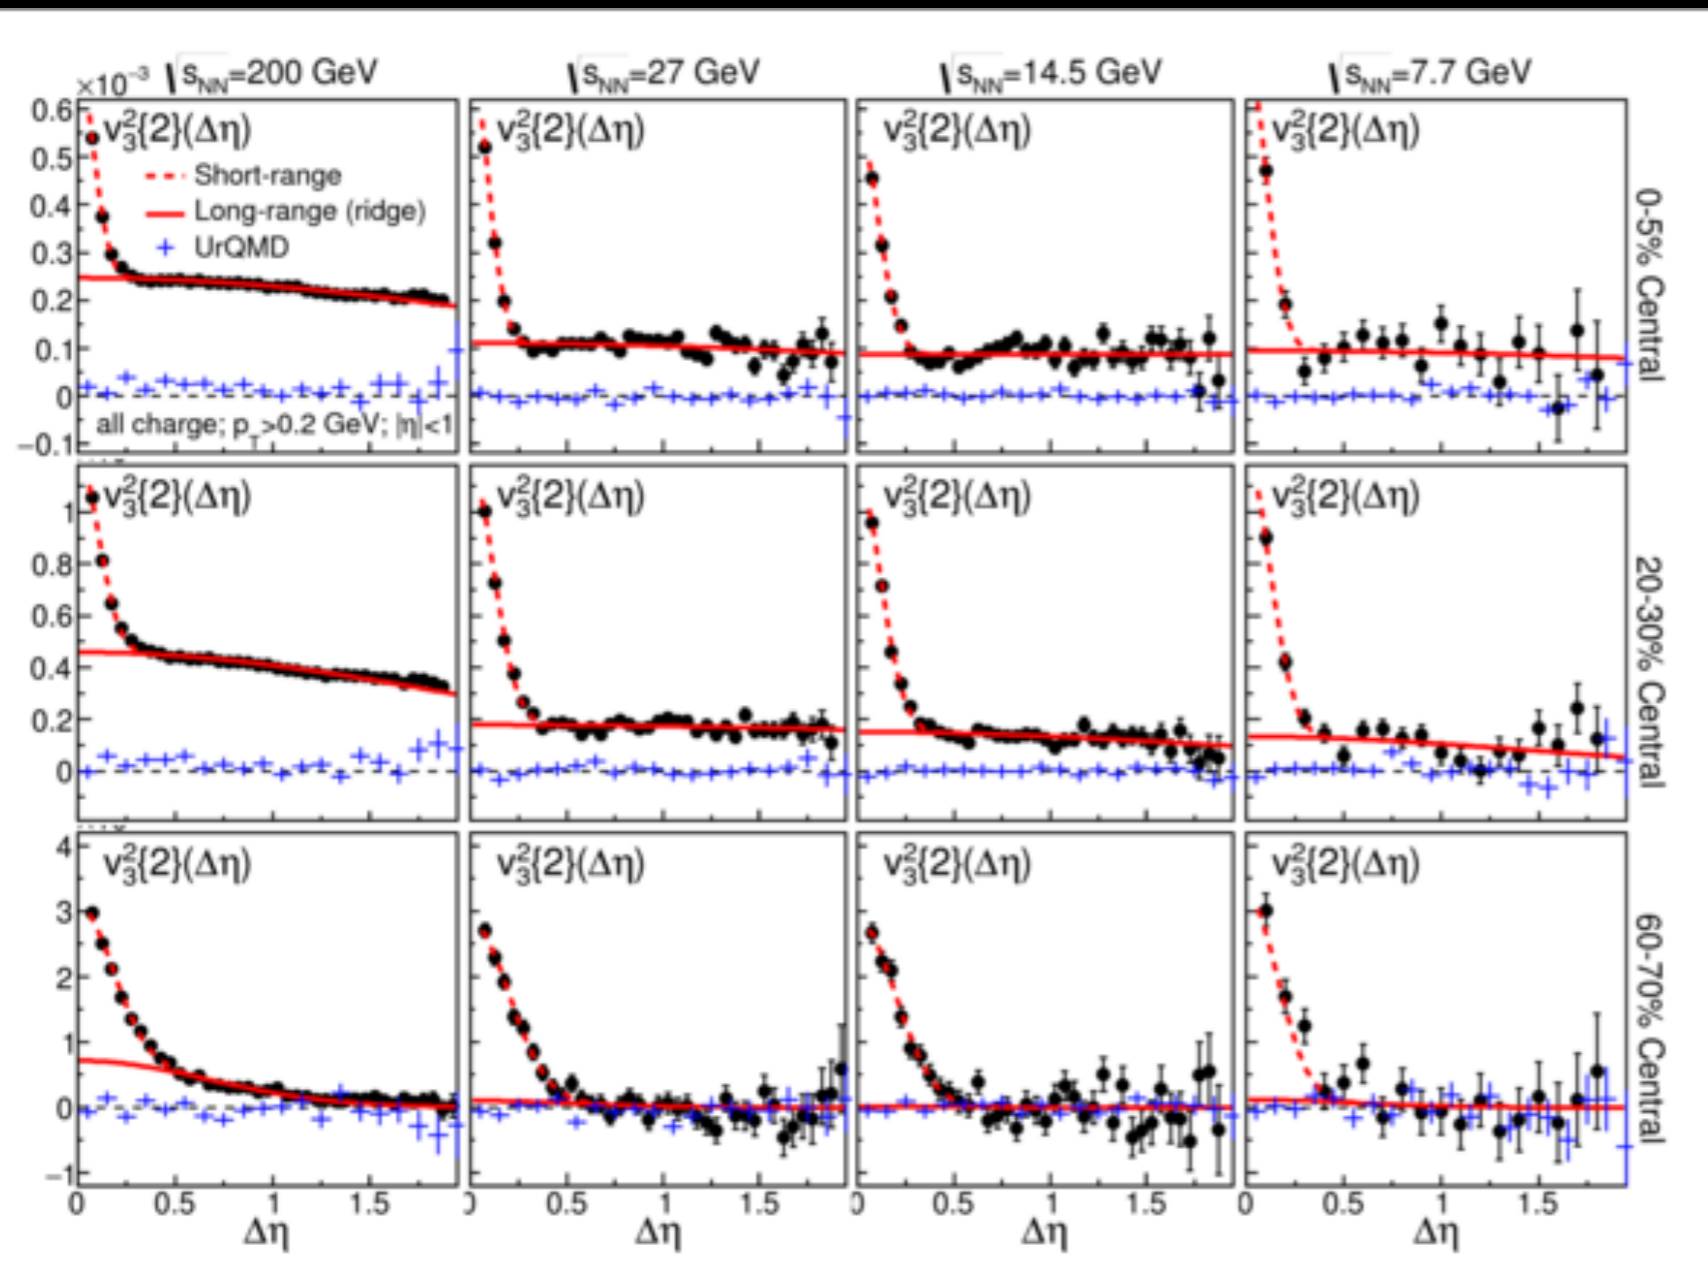 ×10⁻³ √sNN=200 GeV √sNN=27 GeV √sNN=14.5 GeV √sNN=7.7 GeV
v₃²{2}(Δη) v₃²{2}(Δη) v₃²{2}(Δη) v₃²{2}(Δη)
Short-range
Long-range (ridge)
UrQMD
all charge; pT>0.2 GeV; |η|<1
0.6
0.5
0.4
0.3
0.2
0.1
0
−0.1
0-5% Central
v₃²{2}(Δη) v₃²{2}(Δη) v₃²{2}(Δη) v₃²{2}(Δη)
1
0.8
0.6
0.4
0.2
0
20-30% Central
v₃²{2}(Δη) v₃²{2}(Δη) v₃²{2}(Δη) v₃²{2}(Δη)
4
3
2
1
0
−1
60-70% Central
0 0.5 1 1.5 0 0.5 1 1.5 0 0.5 1 1.5 0 0.5 1 1.5
Δη Δη Δη Δη